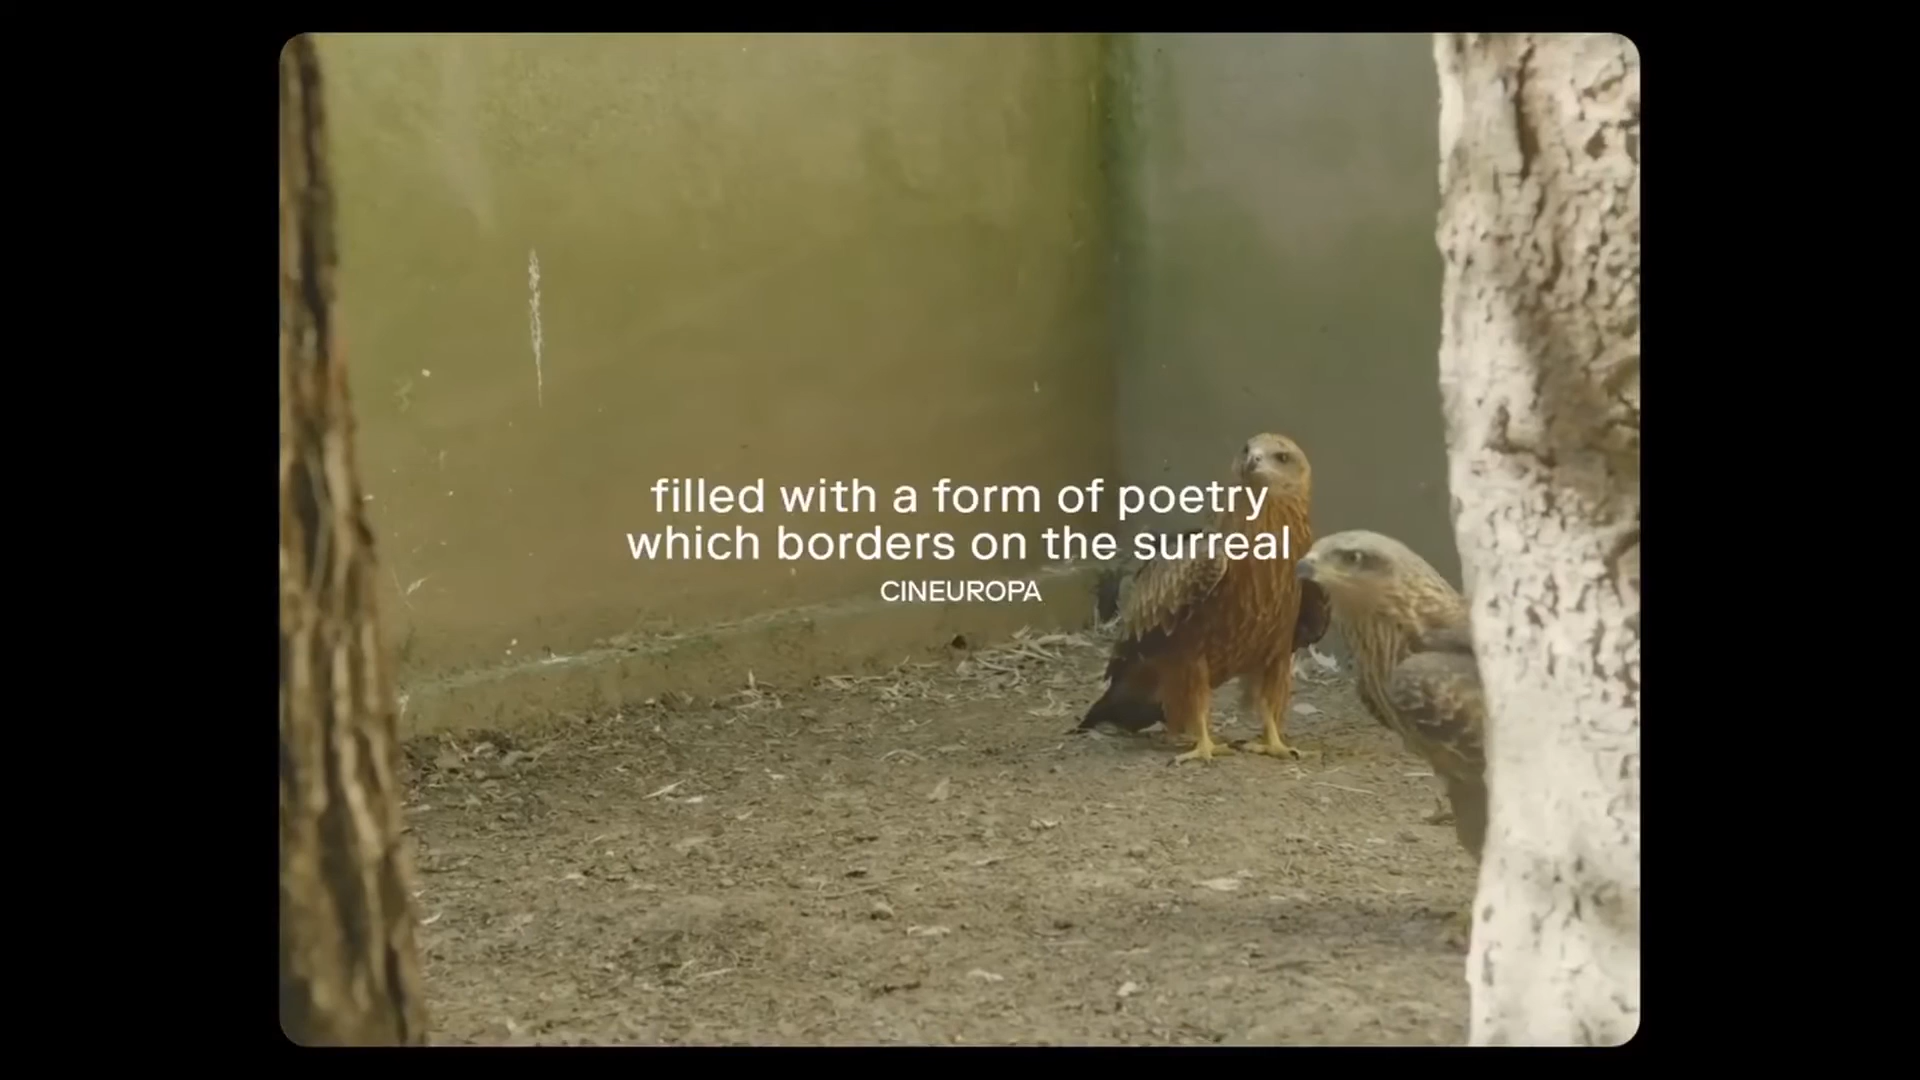 filled with a form of poetry
which borders on the surreal
CINEUROPA